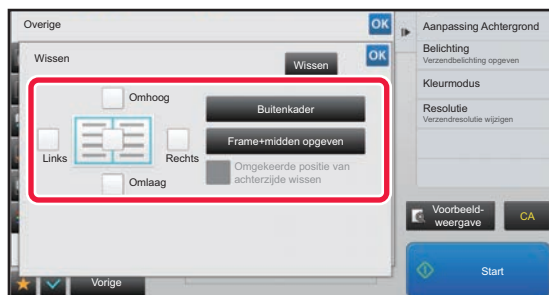 Overige
OK
Wissen
Wissen
OK
Omhoog
Links
Rechts
Omlaag
Buitenkader
Frame+midden opgeven
Omgekeerde positie van
achterzijde wissen
Vorige
Aanpassing Achtergrond
Belichting
Verzendbelichting opgeven
Kleurmodus
Resolutie
Verzendresolutie wijzigen
Voorbeeld-
weergave
CA
Start